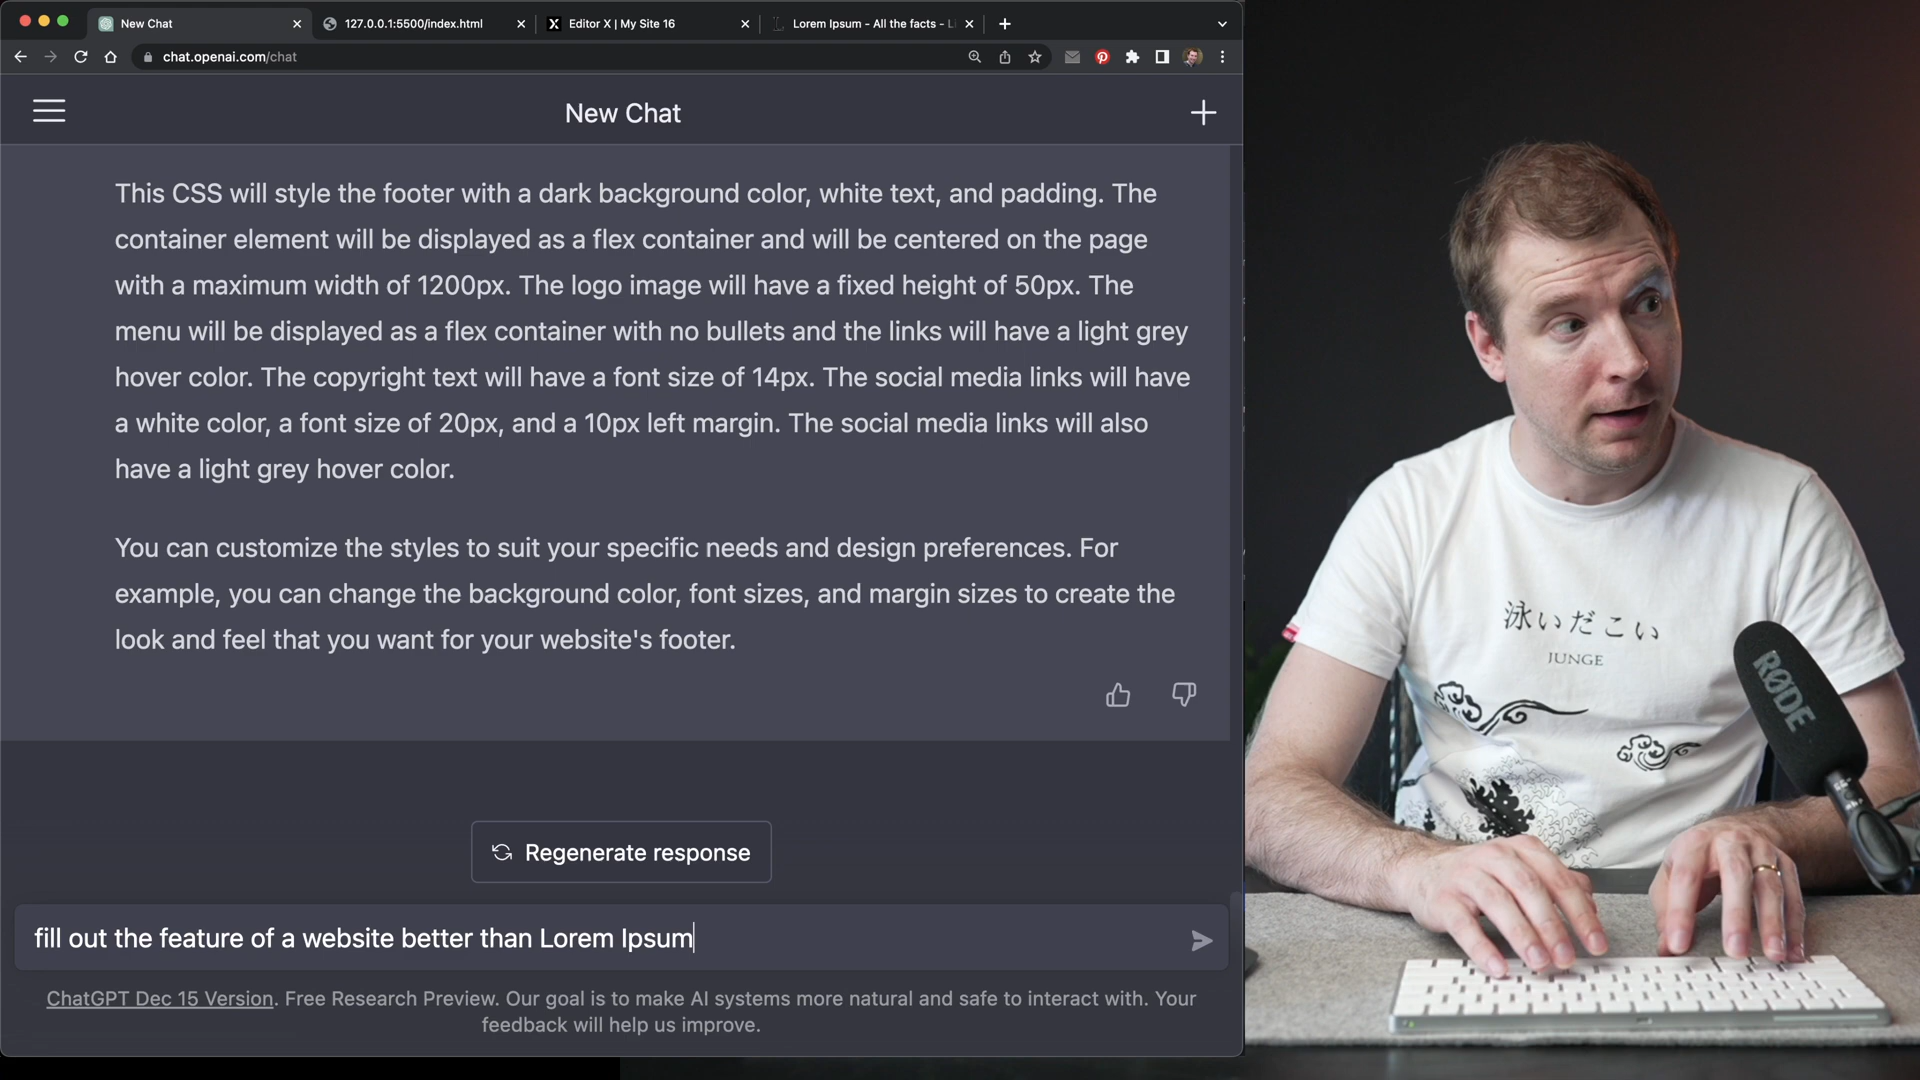 New Chat
127.0.0.1:5500/index.html
X Editor X | My Site 16
Lorem Ipsum - All the facts - Li
chat.openai.com/chat
New Chat
This CSS will style the footer with a dark background color, white text, and padding. The
container element will be displayed as a flex container and will be centered on the page
with a maximum width of 1200px. The logo image will have a fixed height of 50px. The
menu will be displayed as a flex container with no bullets and the links will have a light grey
hover color. The copyright text will have a font size of 14px. The social media links will have
a white color, a font size of 20px, and a 10px left margin. The social media links will also
have a light grey hover color.
You can customize the styles to suit your specific needs and design preferences. For
example, you can change the background color, font sizes, and margin sizes to create the
look and feel that you want for your website's footer.
Regenerate response
fill out the feature of a website better than Lorem Ipsum
ChatGPT Dec 15 Version. Free Research Preview. Our goal is to make AI systems more natural and safe to interact with. Your
feedback will help us improve.
泳いだこい
JUNGE
RØDE